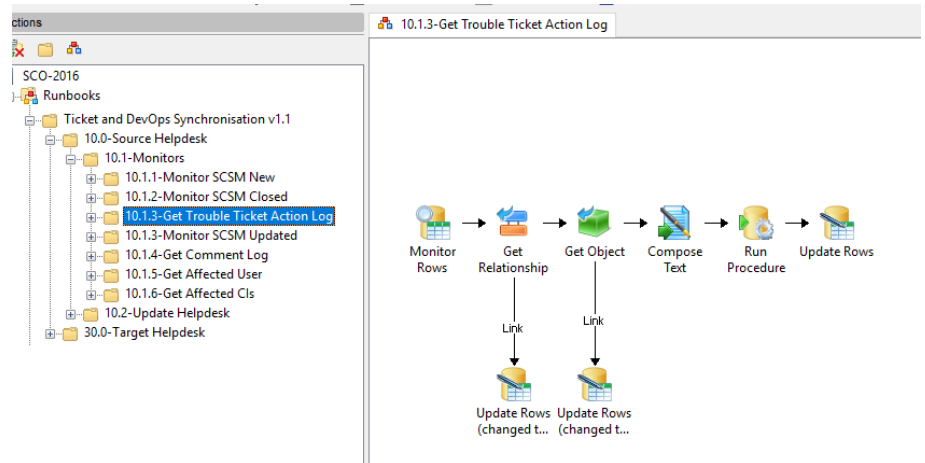 ctions
10.1.3-Get Trouble Ticket Action Log
SCO-2016
Runbooks
Ticket and DevOps Synchronisation v1.1
10.0-Source Helpdesk
10.1-Monitors
10.1.1-Monitor SCSM New
10.1.2-Monitor SCSM Closed
10.1.3-Get Trouble Ticket Action Log
10.1.3-Monitor SCSM Updated
10.1.4-Get Comment Log
10.1.5-Get Affected User
10.1.6-Get Affected CIs
10.2-Update Helpdesk
30.0-Target Helpdesk
Monitor
Rows
Get
Relationship
Get Object
Compose
Text
Run
Procedure
Update Rows
Link
Link
Update Rows
(changed t...
Update Rows
(changed t...